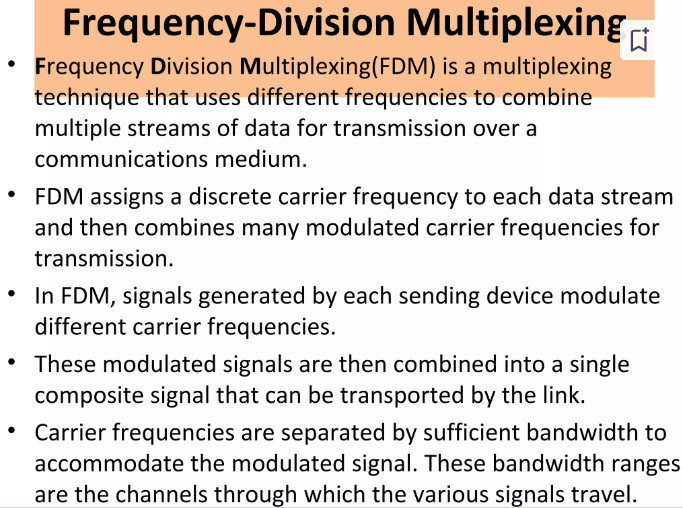 Frequency-Division Multiplexing
• Frequency Division Multiplexing(FDM) is a multiplexing
technique that uses different frequencies to combine
multiple streams of data for transmission over a
communications medium.
• FDM assigns a discrete carrier frequency to each data stream
and then combines many modulated carrier frequencies for
transmission.
• In FDM, signals generated by each sending device modulate
different carrier frequencies.
• These modulated signals are then combined into a single
composite signal that can be transported by the link.
• Carrier frequencies are separated by sufficient bandwidth to
accommodate the modulated signal. These bandwidth ranges
are the channels through which the various signals travel.